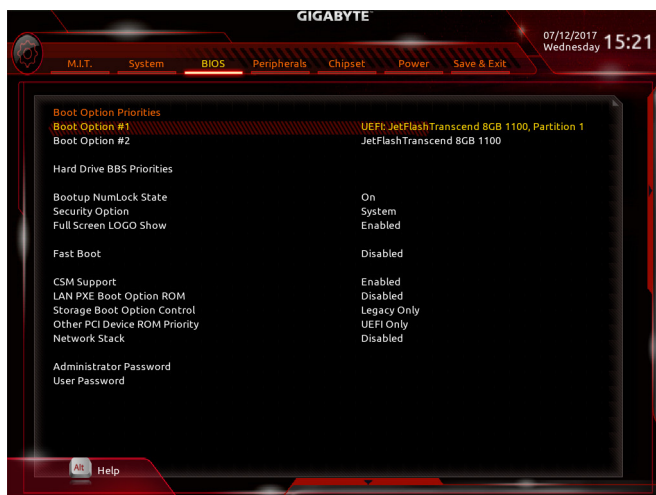 GIGABYTE
07/12/2017 Wednesday 15:21
M.I.T. System BIOS Peripherals Chipset Power Save & Exit
Boot Option Priorities
Boot Option #1 UEFI: JetFlashTranscend 8GB 1100, Partition 1
Boot Option #2 JetFlashTranscend 8GB 1100
Hard Drive BBS Priorities
Bootup NumLock State On
Security Option System
Full Screen LOGO Show Enabled
Fast Boot Disabled
CSM Support Enabled
LAN PXE Boot Option ROM Disabled
Storage Boot Option Control Legacy Only
Other PCI Device ROM Priority UEFI Only
Network Stack Disabled
Administrator Password
User Password
Alt Help